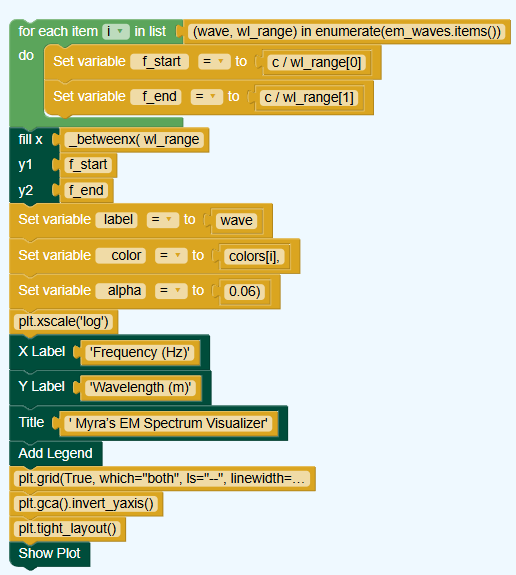 for each item i in list (wave, wl_range) in enumerate(em_waves.items())
do Set variable f_start = to c / wl_range[0]
Set variable f_end = to c / wl_range[1]
fill x _betweenx( wl_range
y1 f_start
y2 f_end
Set variable label = to wave
Set variable color = to colors[i],
Set variable alpha = to 0.06)
plt.xscale('log')
X Label 'Frequency (Hz)'
Y Label 'Wavelength (m)'
Title ' Myra's EM Spectrum Visualizer'
Add Legend
plt.grid(True, which="both", ls="--", linewidth=...
plt.gca().invert_yaxis()
plt.tight_layout()
Show Plot